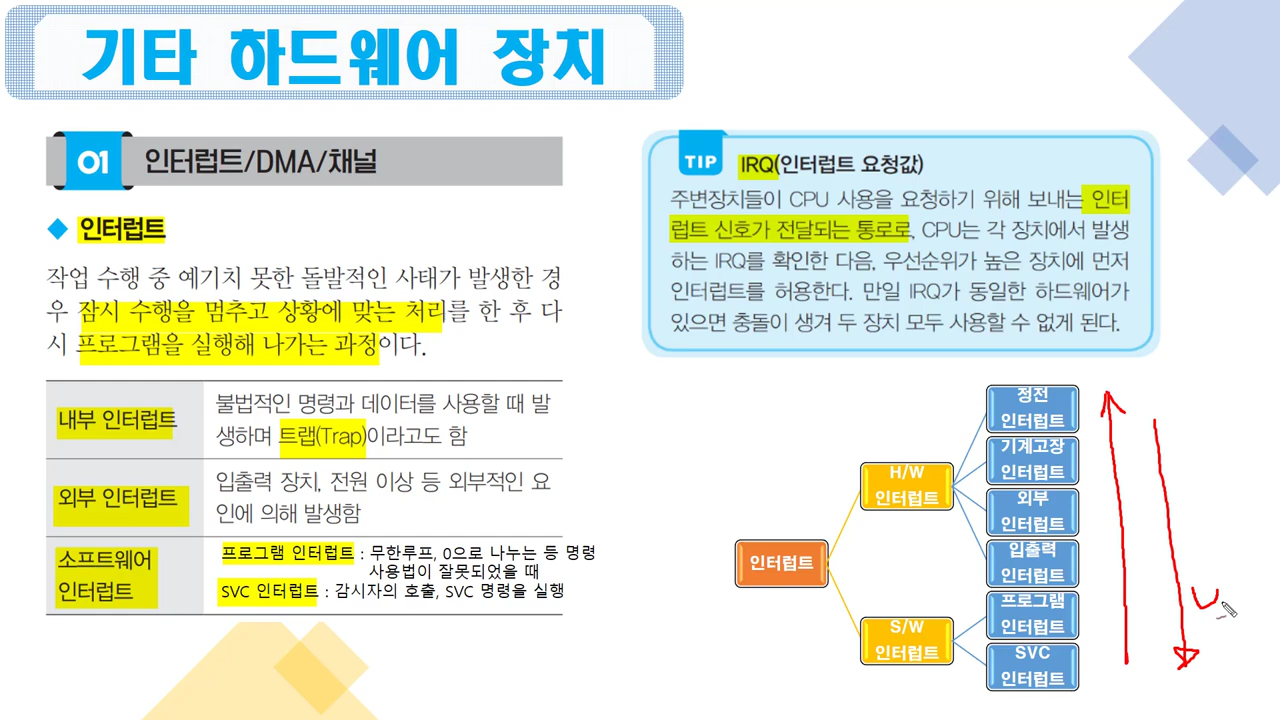 기타 하드웨어 장치
01 인터럽트/DMA/채널
◆ 인터럽트
작업 수행 중 예기치 못한 돌발적인 사태가 발생한 경
우 잠시 수행을 멈추고 상황에 맞는 처리를 한 후 다
시 프로그램을 실행해 나가는 과정이다.
내부 인터럽트
불법적인 명령과 데이터를 사용할 때 발
생하며 트랩(Trap)이라고도 함
외부 인터럽트
입출력 장치, 전원 이상 등 외부적인 요
인에 의해 발생함
소프트웨어
인터럽트
프로그램 인터럽트 : 무한루프, 0으로 나누는 등 명령
사용법이 잘못되었을 때
SVC 인터럽트 : 감시자의 호출, SVC 명령을 실행
TIP IRQ(인터럽트 요청값)
주변장치들이 CPU 사용을 요청하기 위해 보내는 인터
럽트 신호가 전달되는 통로로, CPU는 각 장치에서 발생
하는 IRQ를 확인한 다음, 우선순위가 높은 장치에 먼저
인터럽트를 허용한다. 만일 IRQ가 동일한 하드웨어가
있으면 충돌이 생겨 두 장치 모두 사용할 수 없게 된다.
인터럽트
H/W
인터럽트
정전
인터럽트
기계고장
인터럽트
외부
인터럽트
입출력
인터럽트
S/W
인터럽트
프로그램
인터럽트
SVC
인터럽트